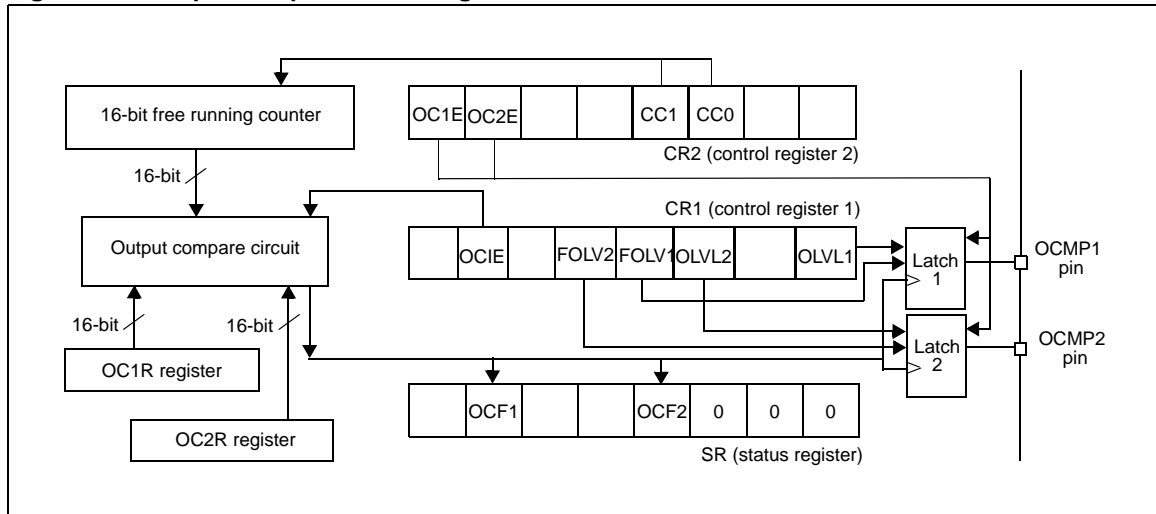 16-bit free running counter
OC1E OC2E CC1 CC0
CR2 (control register 2)
16-bit
CR1 (control register 1)
Output compare circuit
OCIE FOLV2 FOLV1 OLVL2 OLVL1
Latch
1
OCMP1
pin
16-bit 16-bit
OC1R register
Latch
2
OCMP2
pin
OCF1 OCF2 0 0 0
OC2R register
SR (status register)